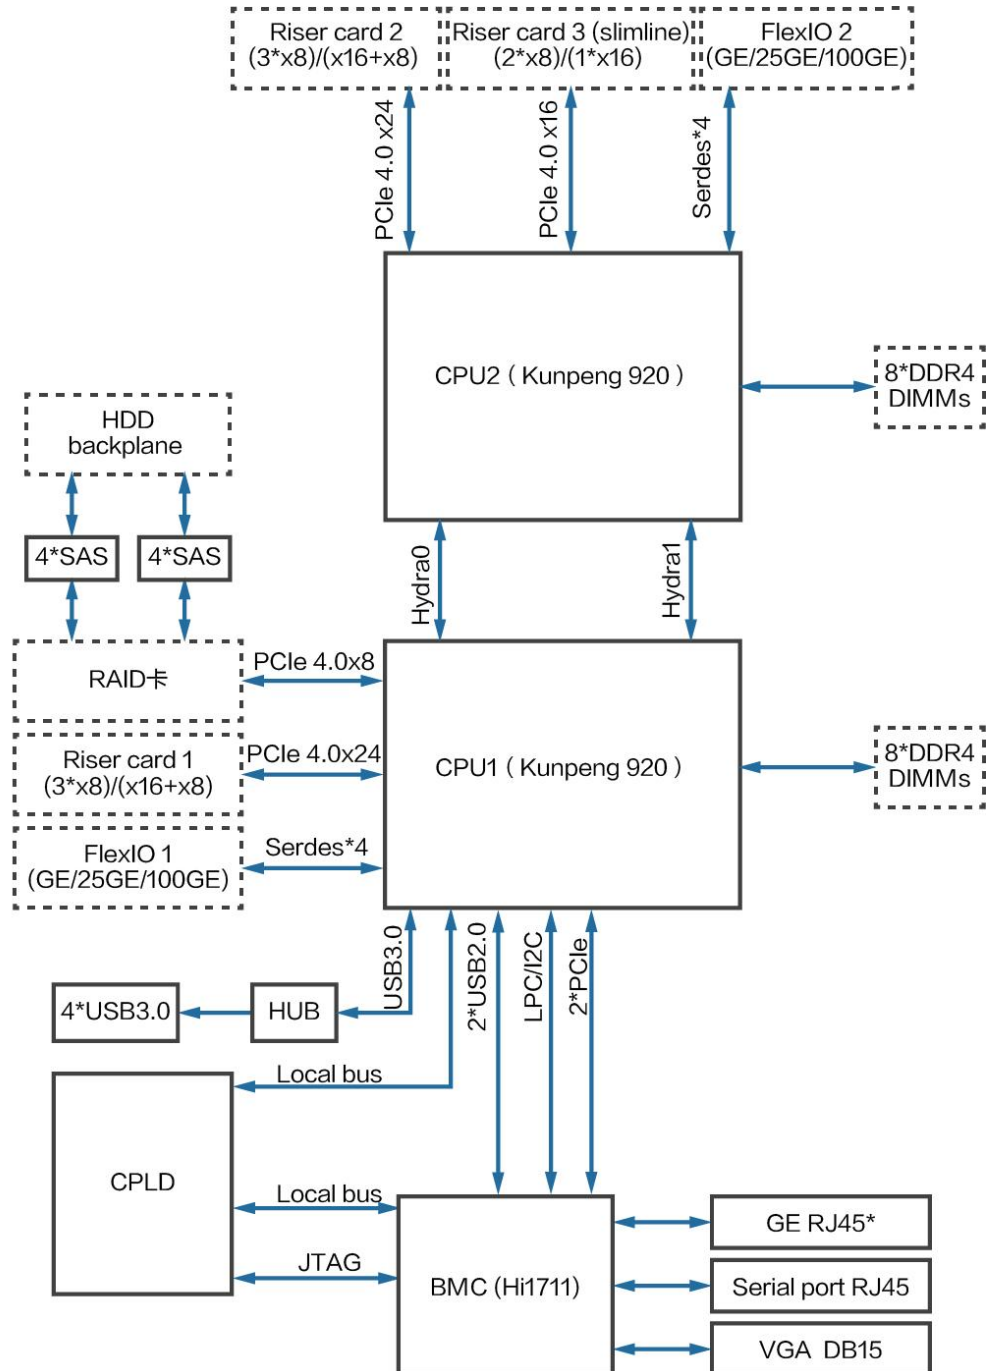 Riser card 2
(3*x8)/(x16+x8)
Riser card 3 (slimline)
(2*x8)/(1*x16)
FlexIO 2
(GE/25GE/100GE)
PCIe 4.0 x24
PCIe 4.0 x16
Serdes*4
CPU2 ( Kunpeng 920 )
8*DDR4
DIMMs
HDD
backplane
4*SAS
4*SAS
Hydra0
Hydra1
RAID卡
PCIe 4.0x8
Riser card 1
(3*x8)/(x16+x8)
PCIe 4.0x24
CPU1 ( Kunpeng 920 )
8*DDR4
DIMMs
FlexIO 1
(GE/25GE/100GE)
Serdes*4
USB3.0
2*USB2.0
LPC/I2C
2*PCIe
4*USB3.0
HUB
Local bus
CPLD
Local bus
JTAG
BMC (Hi1711)
GE RJ45*
Serial port RJ45
VGA DB15